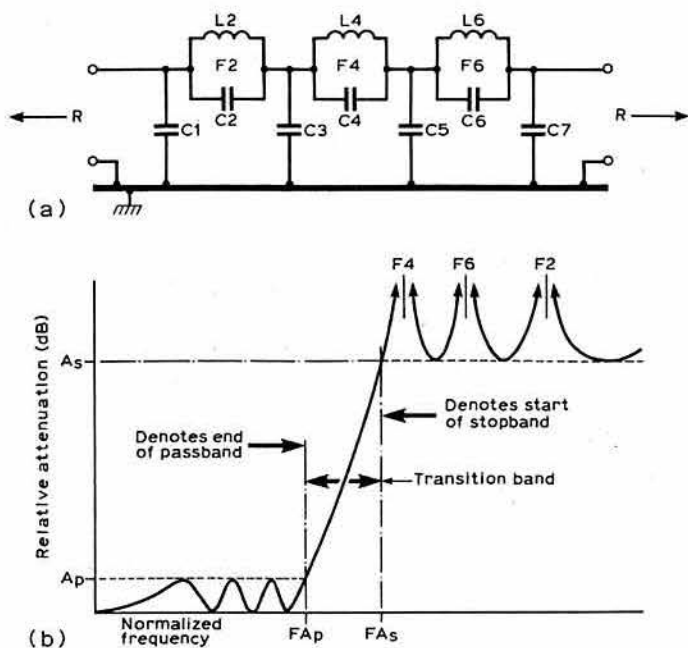 L2 L4 L6
F2 F4 F6
C2 C4 C6
R C1 C3 C5 C7 R
(a)
F4 F6 F2
Relative attenuation (dB)
As
Denotes end
of passband
Denotes start
of stopband
Transition band
Ap
Normalized
frequency
FAp FAs
(b)